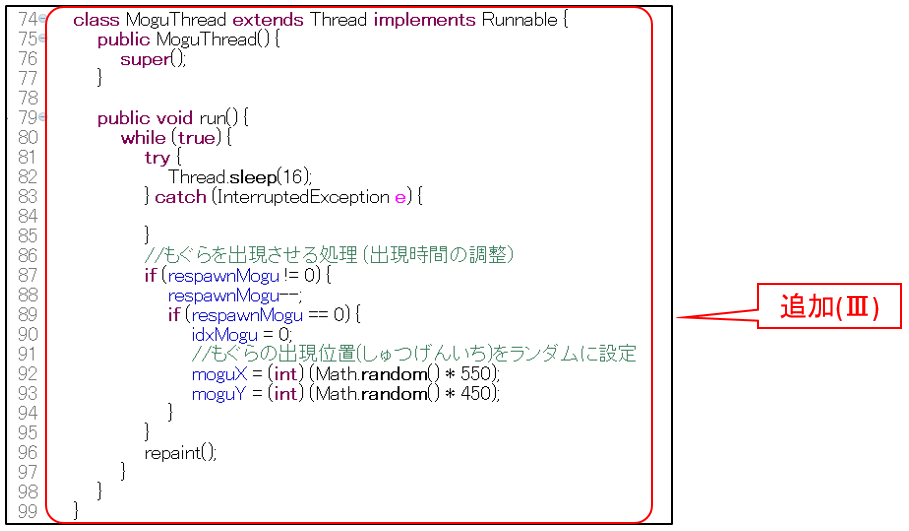 74 class MoguThread extends Thread implements Runnable {
75 public MoguThread() {
76 super();
77 }
78
79 public void run() {
80 while (true) {
81 try {
82 Thread.sleep(16);
83 } catch (InterruptedException e) {
84
85 }
86 //もぐらを出現させる処理(出現時間の調整)
87 if (respawnMogu != 0) {
88 respawnMogu--;
89 if (respawnMogu == 0) {
90 idxMogu = 0;
91 //もぐらの出現位置(しゅつげんいち)をランダムに設定
92 moguX = (int) (Math.random() * 550);
93 moguY = (int) (Math.random() * 450);
94 }
95 }
96 repaint();
97 }
98 }
99 }
追加(Ⅲ)